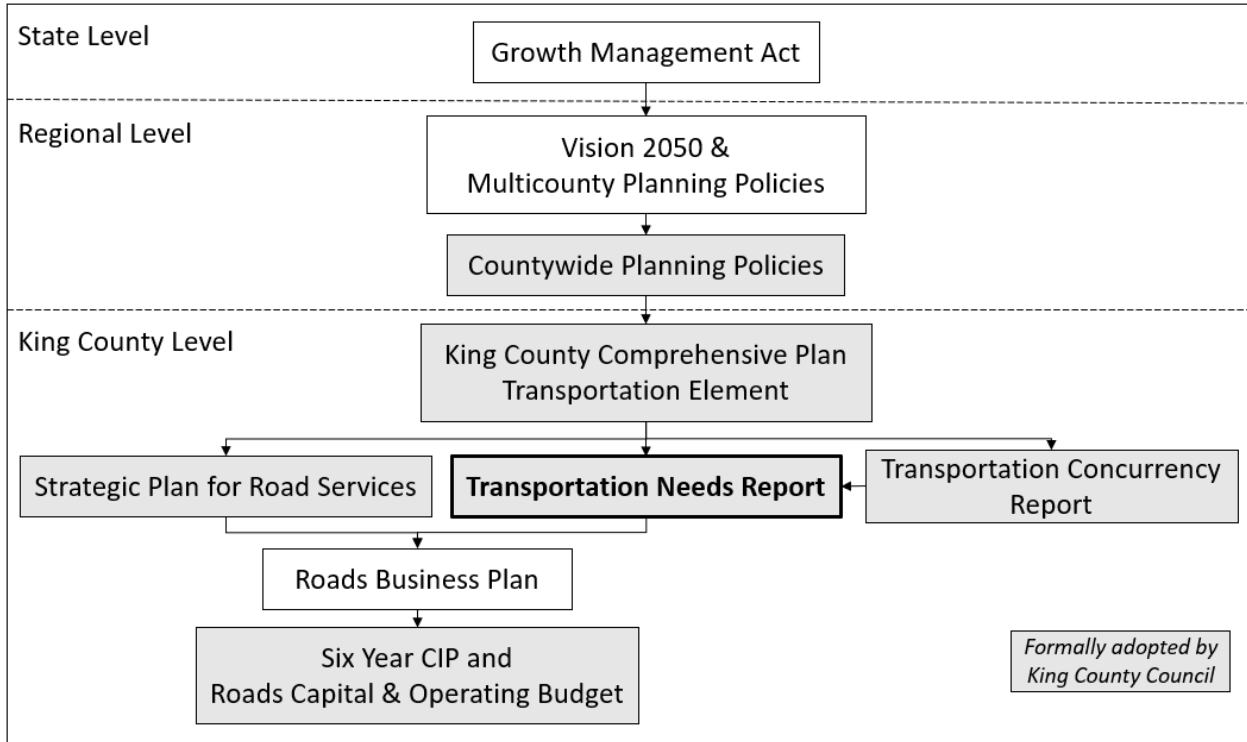 State Level
Growth Management Act
Regional Level
Vision 2050 &
Multicounty Planning Policies
Countywide Planning Policies
King County Level
King County Comprehensive Plan
Transportation Element
Strategic Plan for Road Services
Transportation Needs Report
Transportation Concurrency
Report
Roads Business Plan
Six Year CIP and
Roads Capital & Operating Budget
Formally adopted by
King County Council